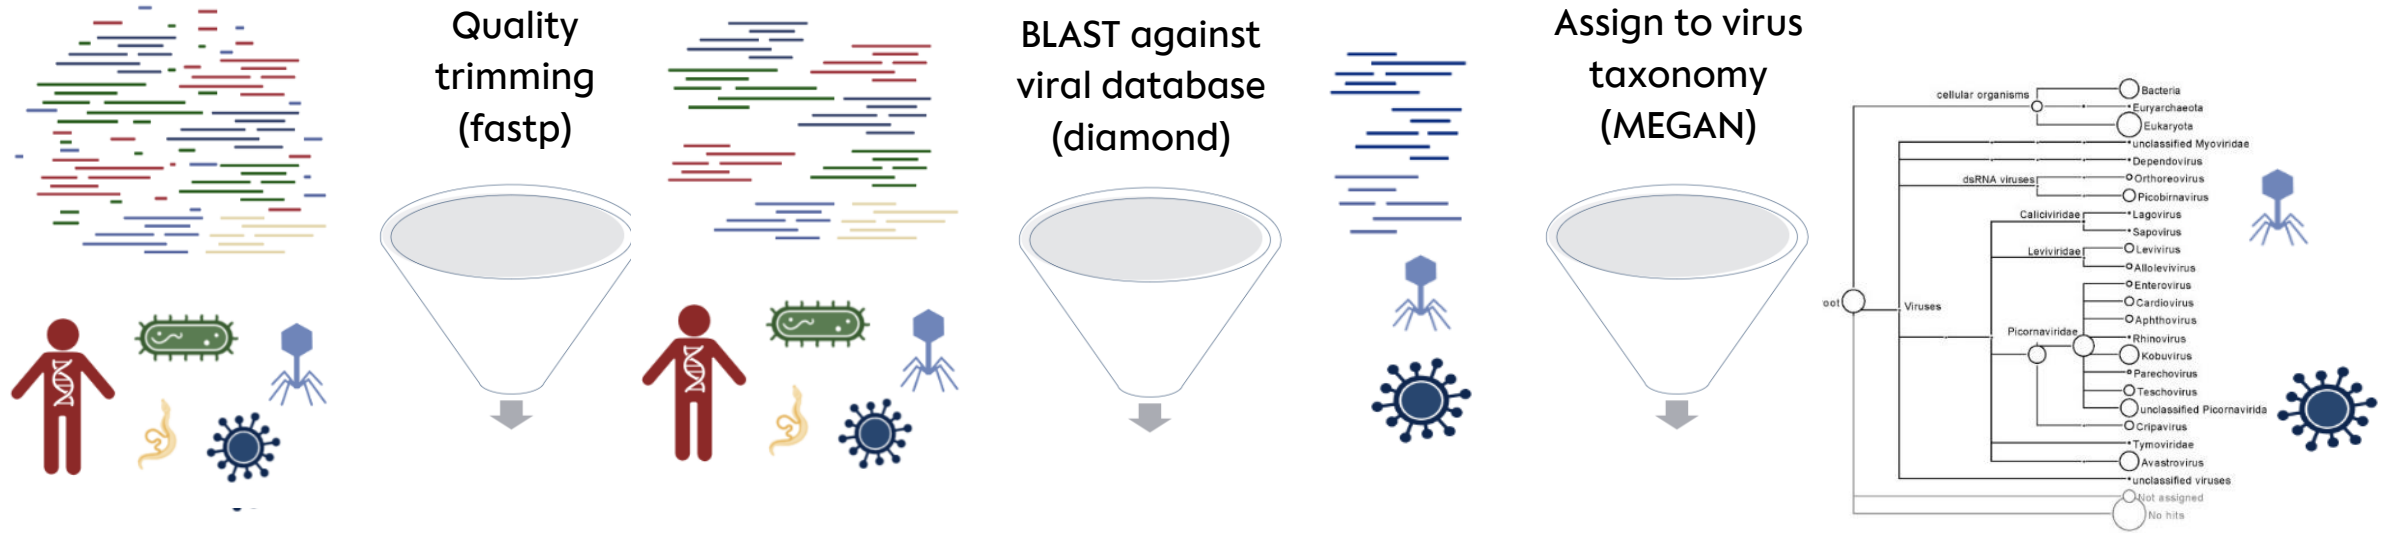 Quality
trimming
(fastp)
BLAST against
viral database
(diamond)
Assign to virus
taxonomy
(MEGAN)
cellular organisms
Bacteria
Euryarchaeota
Eukaryota
unclassified Myoviridae
Dependovirus
dsRNA viruses
Orthoreovirus
Picobirnavirus
Caliciviridae
Lagovirus
Sapovirus
Leviviridae
Levivirus
Allolevivirus
Enterovirus
Cardiovirus
Aphthovirus
oot
Viruses
Picornaviridae
Rhinovirus
Kobuvirus
Parechovirus
Teschovirus
unclassified Picornavirida
Cripavirus
Tymoviridae
Avastrovirus
unclassified viruses
Not assigned
No hits